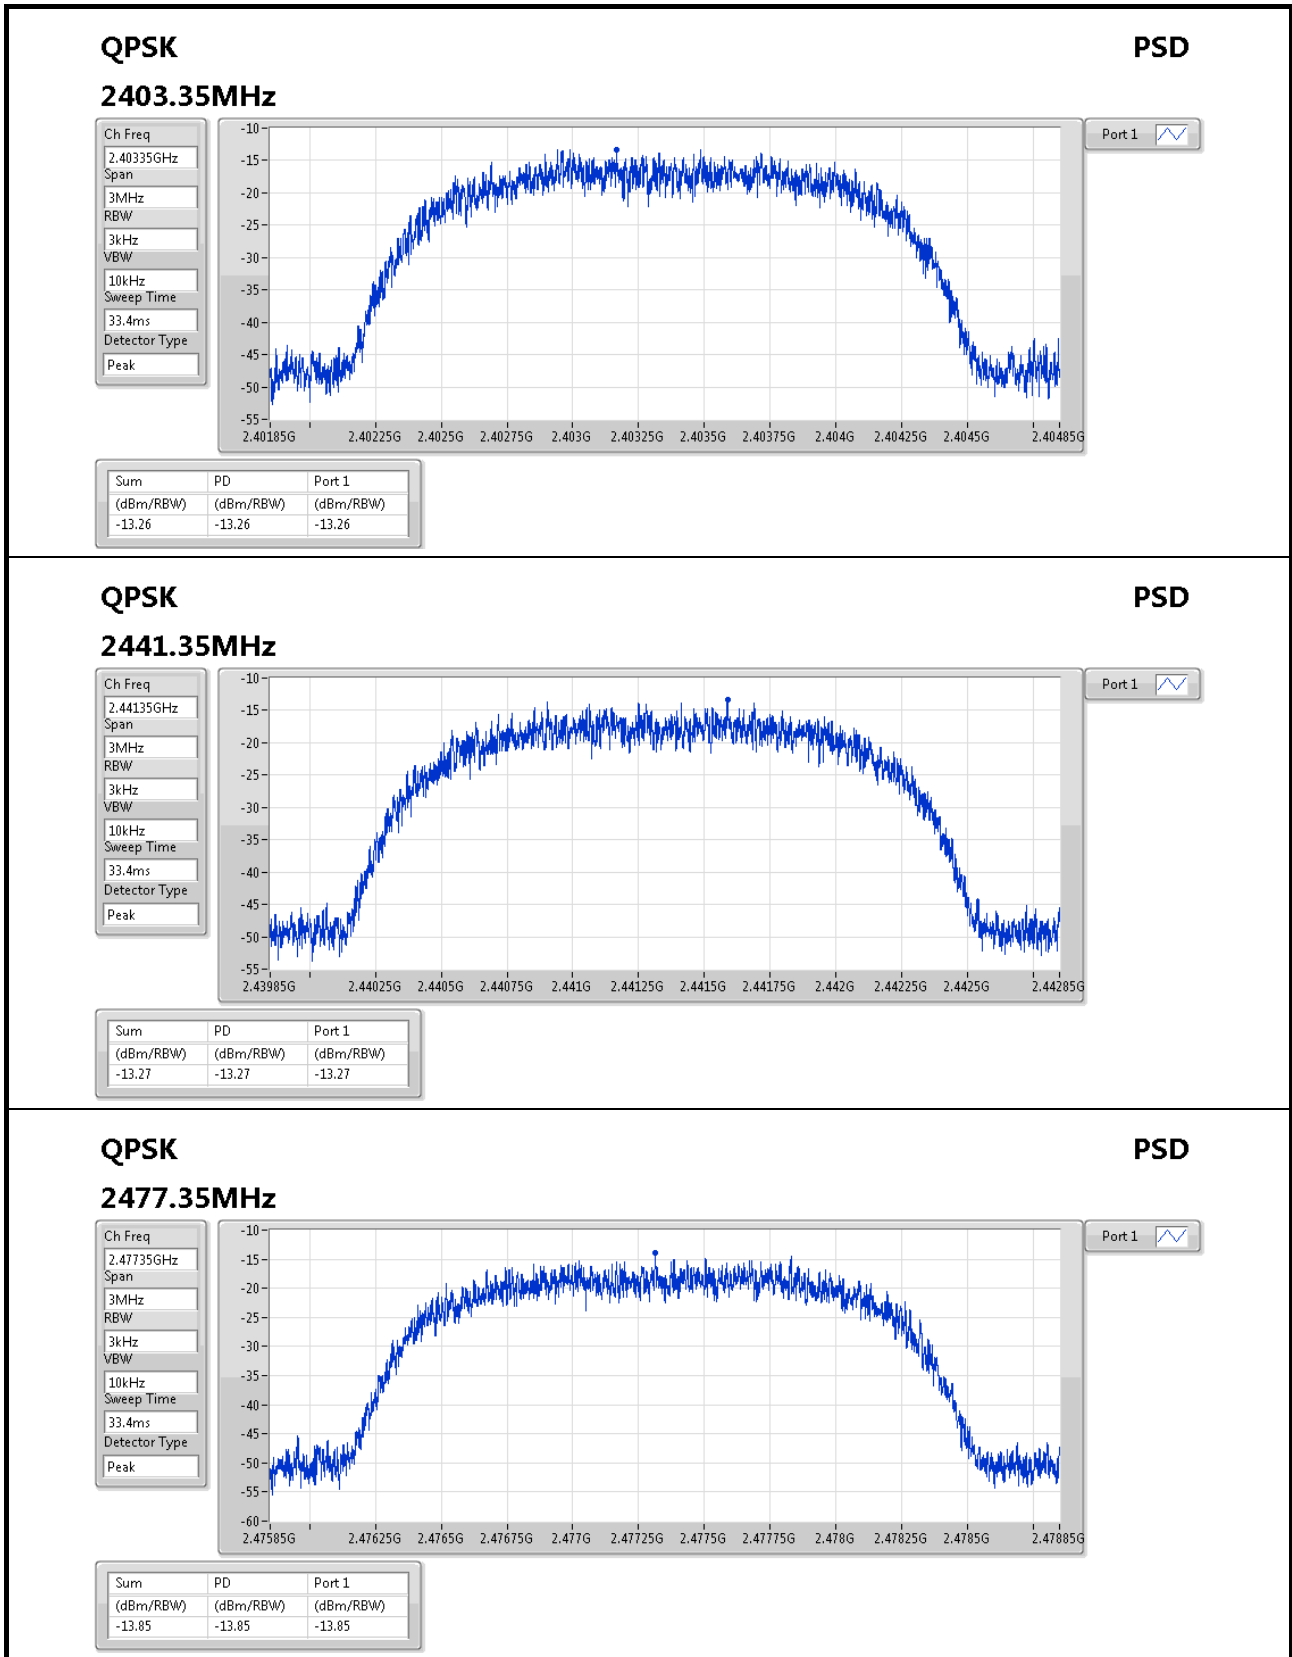 QPSK PSD
2403.35MHz
Ch Freq
2.40335GHz
Span
3MHz
RBW
3kHz
VBW
10kHz
Sweep Time
33.4ms
Detector Type
Peak
-10
-15
-20
-25
-30
-35
-40
-45
-50
-55
2.40185G 2.40225G 2.4025G 2.40275G 2.403G 2.40325G 2.4035G 2.40375G 2.404G 2.40425G 2.4045G 2.40485G
Port 1
Sum PD Port 1
(dBm/RBW) (dBm/RBW) (dBm/RBW)
-13.26 -13.26 -13.26
QPSK PSD
2441.35MHz
Ch Freq
2.44135GHz
Span
3MHz
RBW
3kHz
VBW
10kHz
Sweep Time
33.4ms
Detector Type
Peak
-10
-15
-20
-25
-30
-35
-40
-45
-50
-55
2.43985G 2.44025G 2.4405G 2.44075G 2.441G 2.44125G 2.4415G 2.44175G 2.442G 2.44225G 2.4425G 2.44285G
Port 1
Sum PD Port 1
(dBm/RBW) (dBm/RBW) (dBm/RBW)
-13.27 -13.27 -13.27
QPSK PSD
2477.35MHz
Ch Freq
2.47735GHz
Span
3MHz
RBW
3kHz
VBW
10kHz
Sweep Time
33.4ms
Detector Type
Peak
-10
-15
-20
-25
-30
-35
-40
-45
-50
-55
-60
2.47585G 2.47625G 2.4765G 2.47675G 2.477G 2.47725G 2.4775G 2.47775G 2.478G 2.47825G 2.4785G 2.47885G
Port 1
Sum PD Port 1
(dBm/RBW) (dBm/RBW) (dBm/RBW)
-13.85 -13.85 -13.85